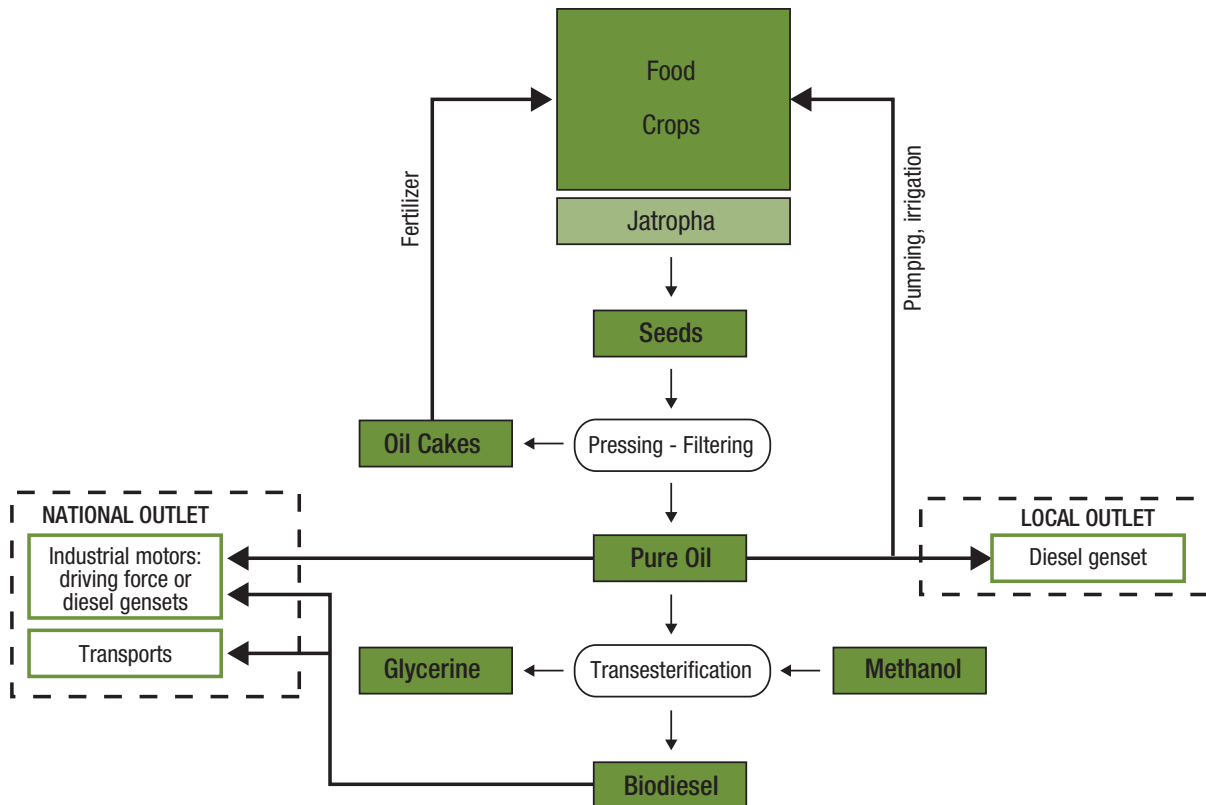 Food
Crops
Jatropha
Fertilizer
Pumping, irrigation
Seeds
Oil Cakes
Pressing - Filtering
NATIONAL OUTLET
Industrial motors:
driving force or
diesel gensets
Transports
Pure Oil
LOCAL OUTLET
Diesel genset
Glycerine
Transesterification
Methanol
Biodiesel